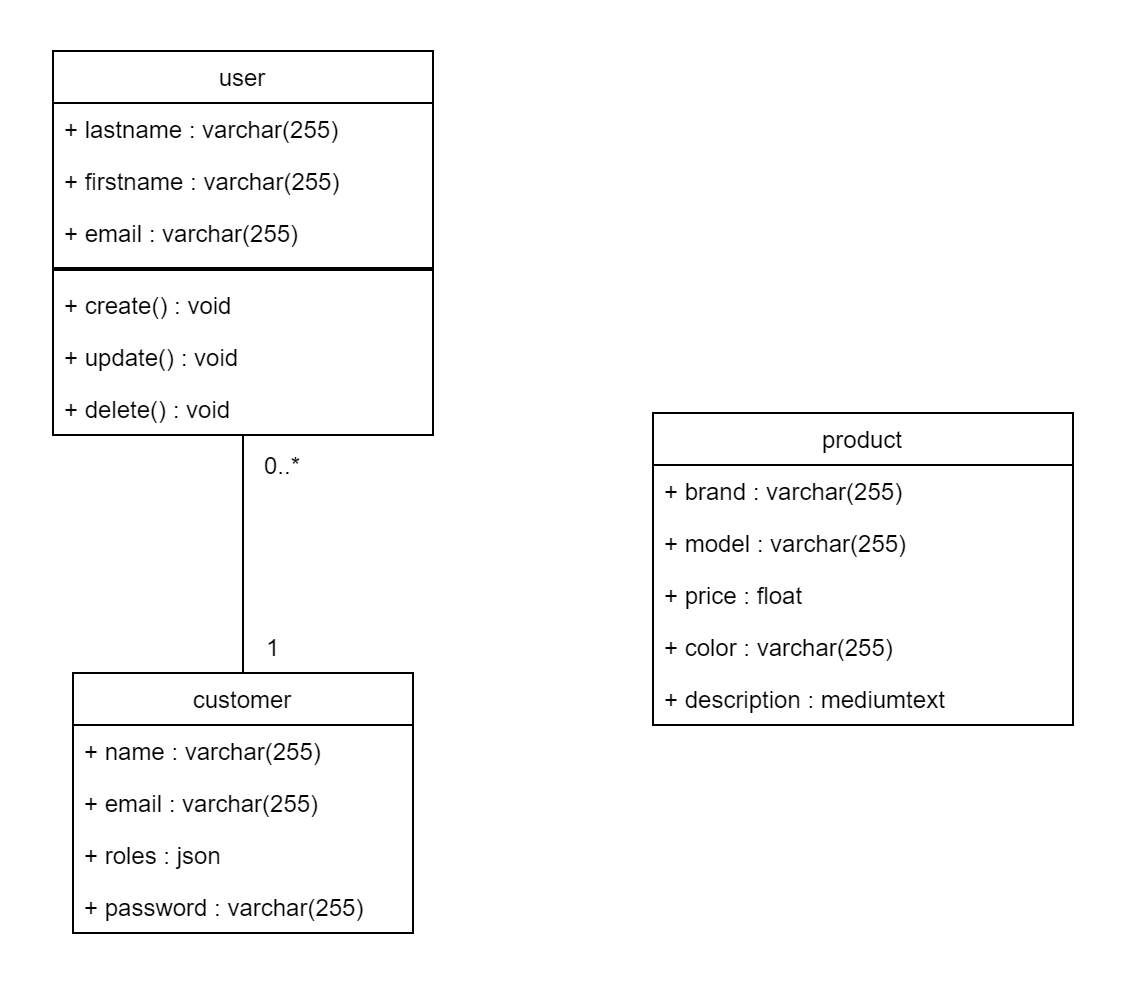 user
+ lastname : varchar(255)
+ firstname : varchar(255)
+ email : varchar(255)
+ create() : void
+ update() : void
+ delete() : void
0..*
1
customer
+ name : varchar(255)
+ email : varchar(255)
+ roles : json
+ password : varchar(255)
product
+ brand : varchar(255)
+ model : varchar(255)
+ price : float
+ color : varchar(255)
+ description : mediumtext